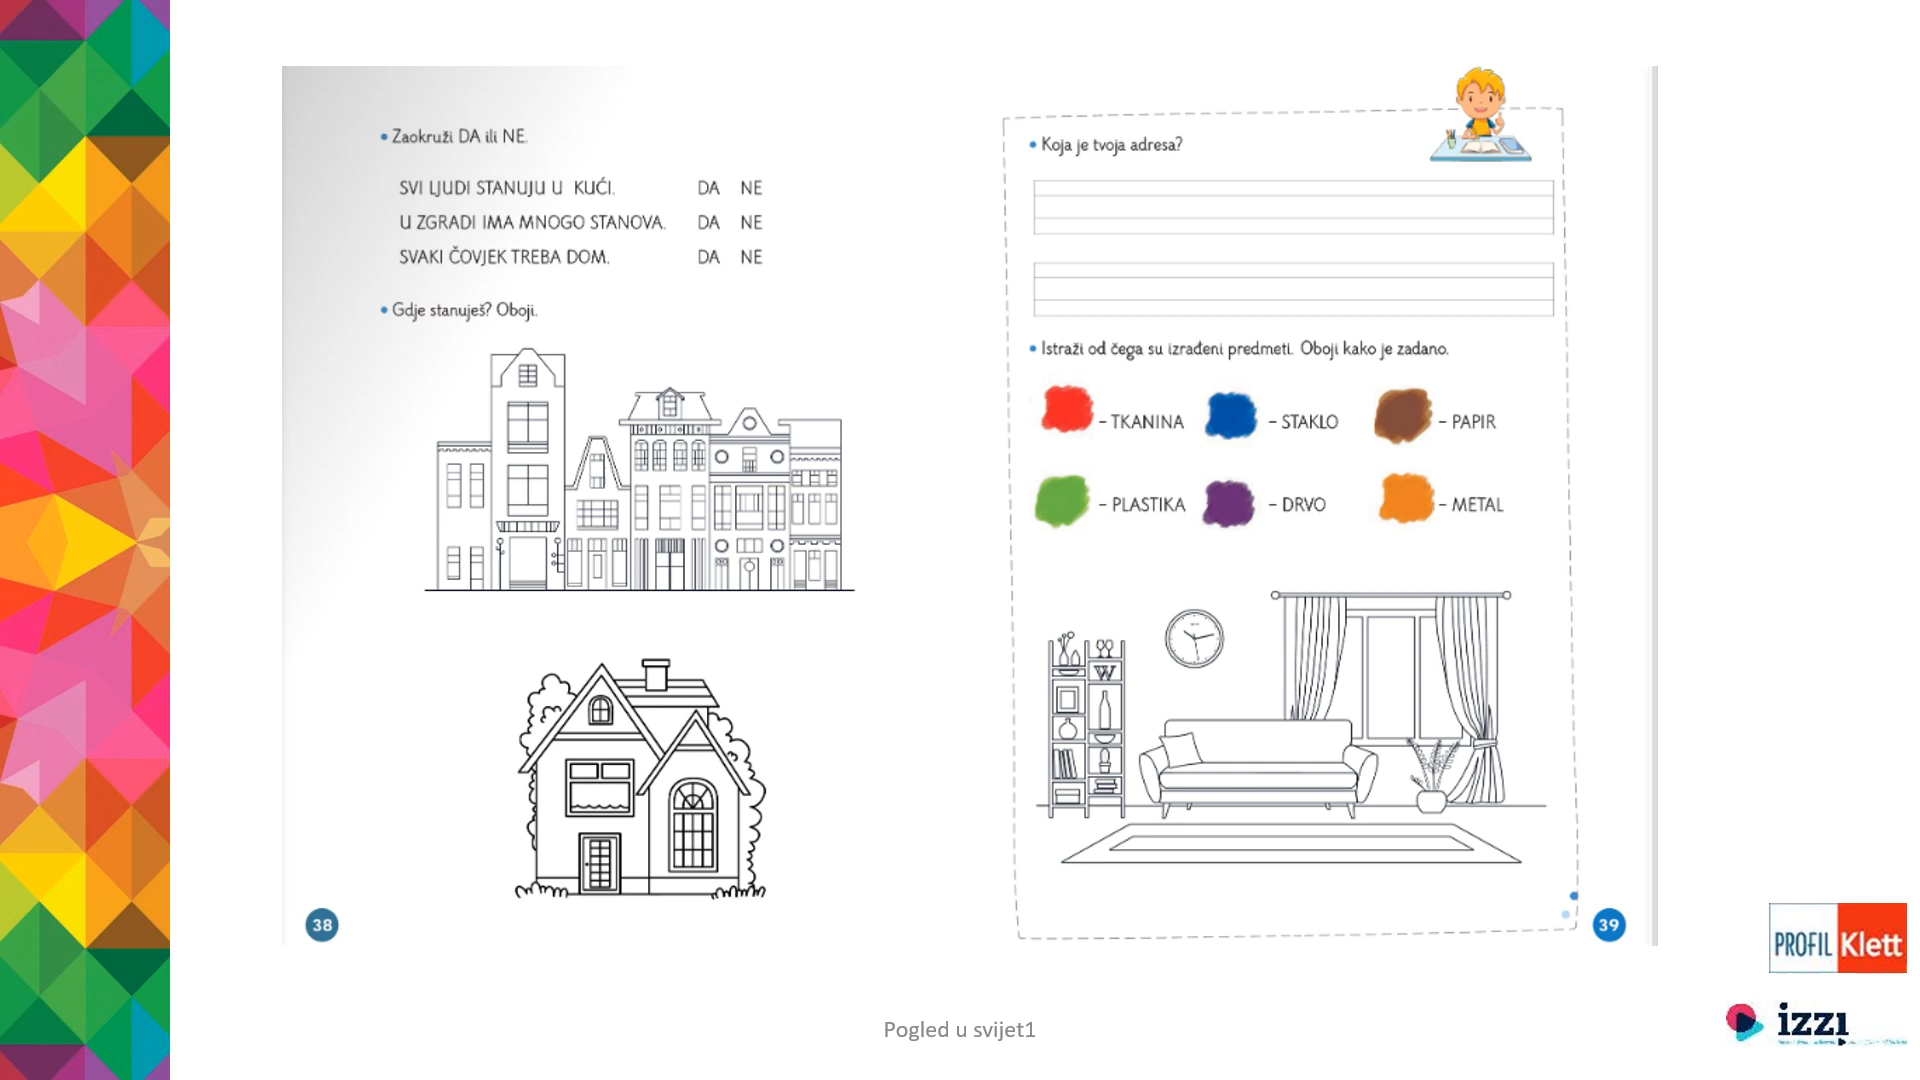 • Zaokruži DA ili NE.
SVI LJUDI STANUJU U KUĆI. DA NE
U ZGRADI IMA MNOGO STANOVA. DA NE
SVAKI ČOVJEK TREBA DOM. DA NE
• Gdje stanuješ? Oboji.
38
• Koja je tvoja adresa?
• Istraži od čega su izrađeni predmeti. Oboji kako je zadano.
– TKANINA – STAKLO – PAPIR
– PLASTIKA – DRVO – METAL
W
39
PROFIL Klett
izzi
Pogled u svijet1